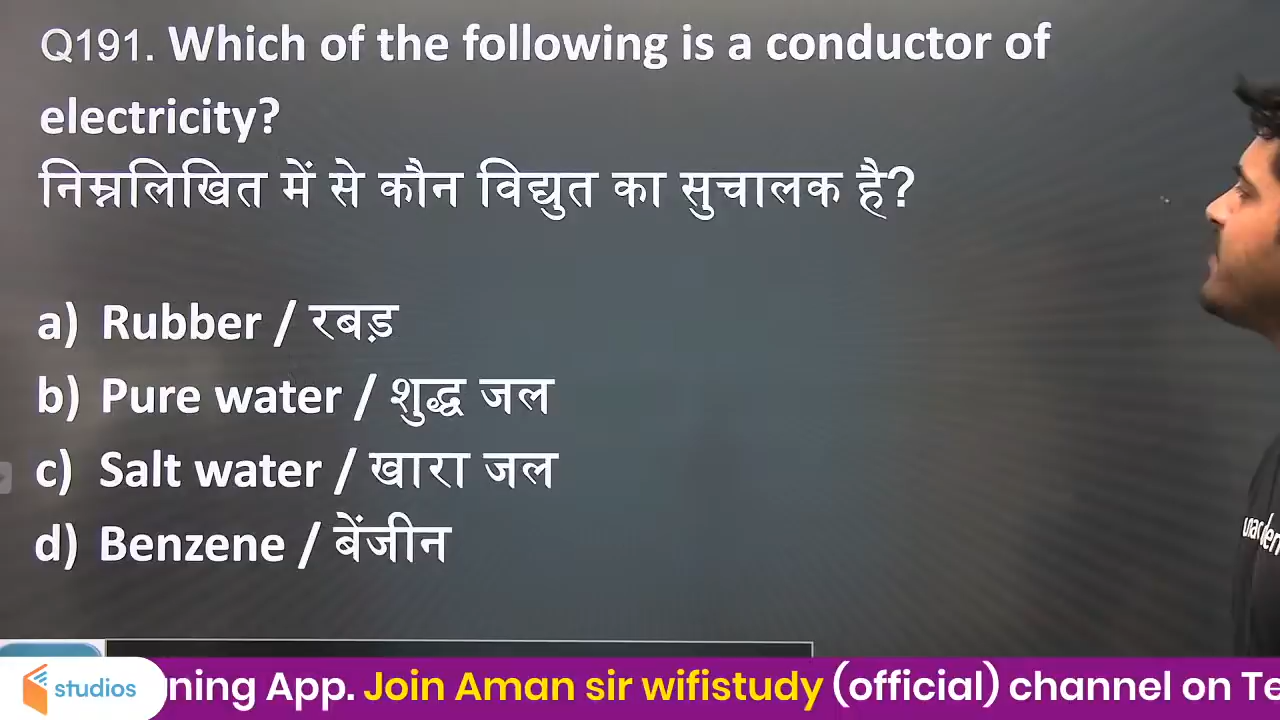 Q191. Which of the following is a conductor of
electricity?
निम्नलिखित में से कौन विद्युत का सुचालक है?
a) Rubber / रबड़
b) Pure water / शुद्ध जल
c) Salt water / खारा जल
d) Benzene / बेंजीन
studios
ning App. Join Aman sir wifistudy (official) channel on Te